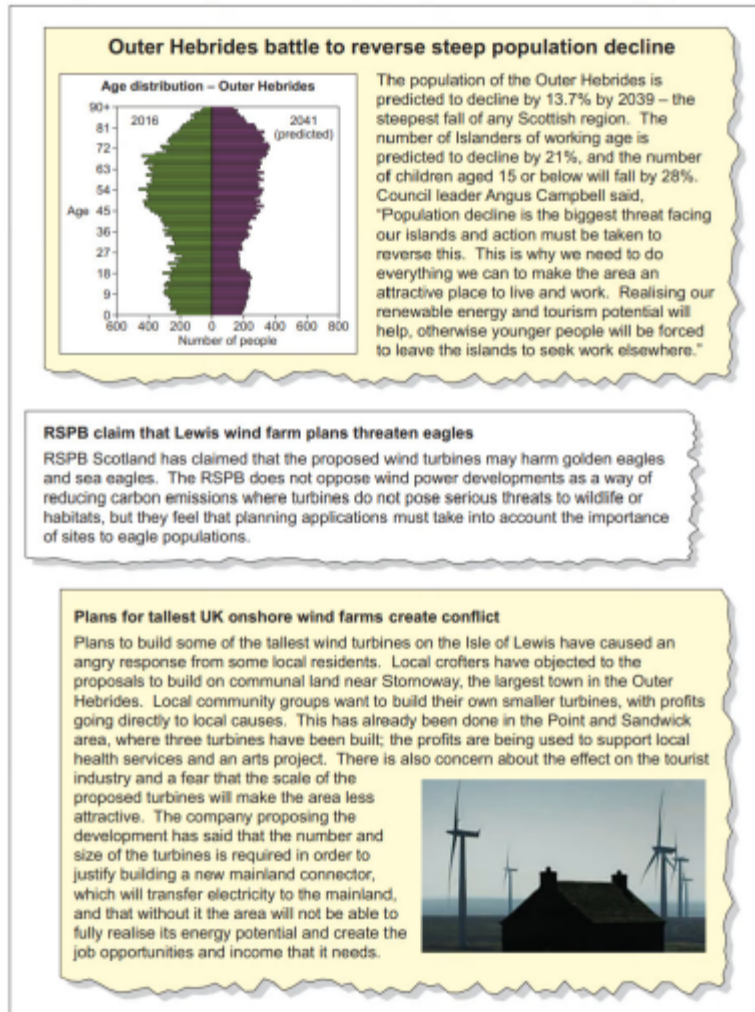 Outer Hebrides battle to reverse steep population decline
Age distribution – Outer Hebrides
2016
2041
(predicted)
90+
81
72
63
54
Age 45
36
27
18
9
0
600 400 200 0 200 400 600 800
Number of people
The population of the Outer Hebrides is
predicted to decline by 13.7% by 2039 – the
steepest fall of any Scottish region. The
number of Islanders of working age is
predicted to decline by 21%, and the number
of children aged 15 or below will fall by 28%.
Council leader Angus Campbell said,
"Population decline is the biggest threat facing
our islands and action must be taken to
reverse this. This is why we need to do
everything we can to make the area an
attractive place to live and work. Realising our
renewable energy and tourism potential will
help, otherwise younger people will be forced
to leave the islands to seek work elsewhere."
RSPB claim that Lewis wind farm plans threaten eagles
RSPB Scotland has claimed that the proposed wind turbines may harm golden eagles
and sea eagles. The RSPB does not oppose wind power developments as a way of
reducing carbon emissions where turbines do not pose serious threats to wildlife or
habitats, but they feel that planning applications must take into account the importance
of sites to eagle populations.
Plans for tallest UK onshore wind farms create conflict
Plans to build some of the tallest wind turbines on the Isle of Lewis have caused an
angry response from some local residents. Local crofters have objected to the
proposals to build on communal land near Stornoway, the largest town in the Outer
Hebrides. Local community groups want to build their own smaller turbines, with profits
going directly to local causes. This has already been done in the Point and Sandwick
area, where three turbines have been built; the profits are being used to support local
health services and an arts project. There is also concern about the effect on the tourist
industry and a fear that the scale of the
proposed turbines will make the area less
attractive. The company proposing the
development has said that the number and
size of the turbines is required in order to
justify building a new mainland connector,
which will transfer electricity to the mainland,
and that without it the area will not be able to
fully realise its energy potential and create the
job opportunities and income that it needs.